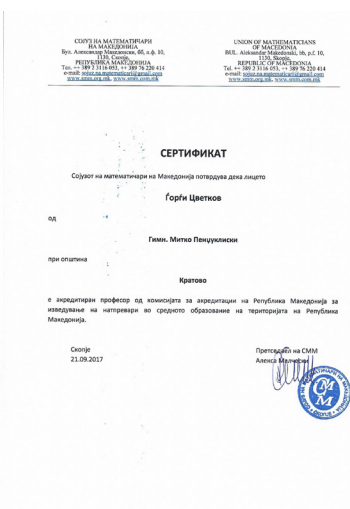 СОЈУЗ НА МАТЕМАТИЧАРИ
НА МАКЕДОНИЈА
Бул. Александар Македонски, бб, п.ф. 10,
1130, Скопје,
РЕПУБЛИКА МАКЕДОНИЈА
Тел. ++ 389 2 3116 053, ++ 389 76 220 414
e-mail: sojuz.na.matematicari@gmail.com
www.smm.org.mk, www.smm.com.mk
UNION OF MATHEMATICIANS
OF MACEDONIA
BUL. Aleksandar Makedonski, bb, p.f. 10,
1130, Skopje,
REPUBLIC OF MACEDONIA
Tel. ++ 389 2 3116 053, ++ 389 76 220 414
e-mail: sojuz.na.matematicari@gmail.com
www.smm.org.mk, www.smm.com.mk
СЕРТИФИКАТ
Сојузот на математичари на Македонија потврдува дека лицето
Ѓорѓи Цветков
од
Гимн. Митко Пенџуклиски
при општина
Кратово
е акредитиран професор од комисијата за акредитации на Република Македонија за
изведување на натпревари во средното образование на територијата на Република
Македонија.
Скопје
21.09.2017
Претседател на СММ
Алекса Малчески
СММ
Скопје